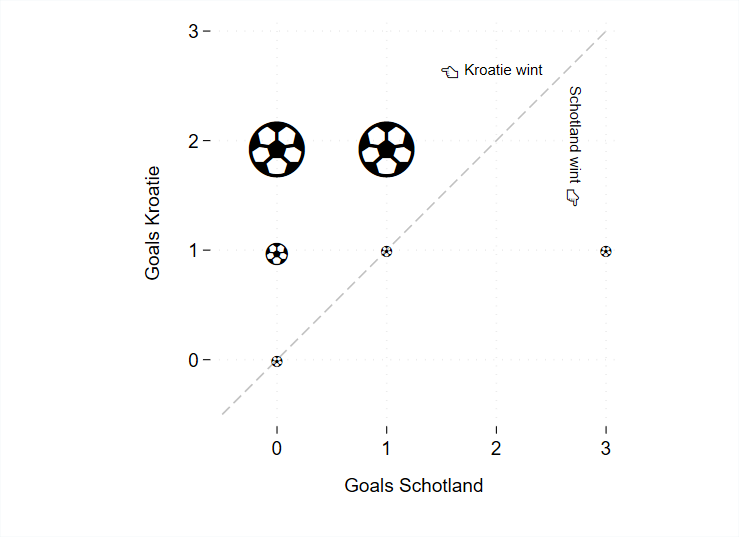 3
Kroatie wint
Schotland wint
2
Goals Kroatie
1
0
0 1 2 3
Goals Schotland